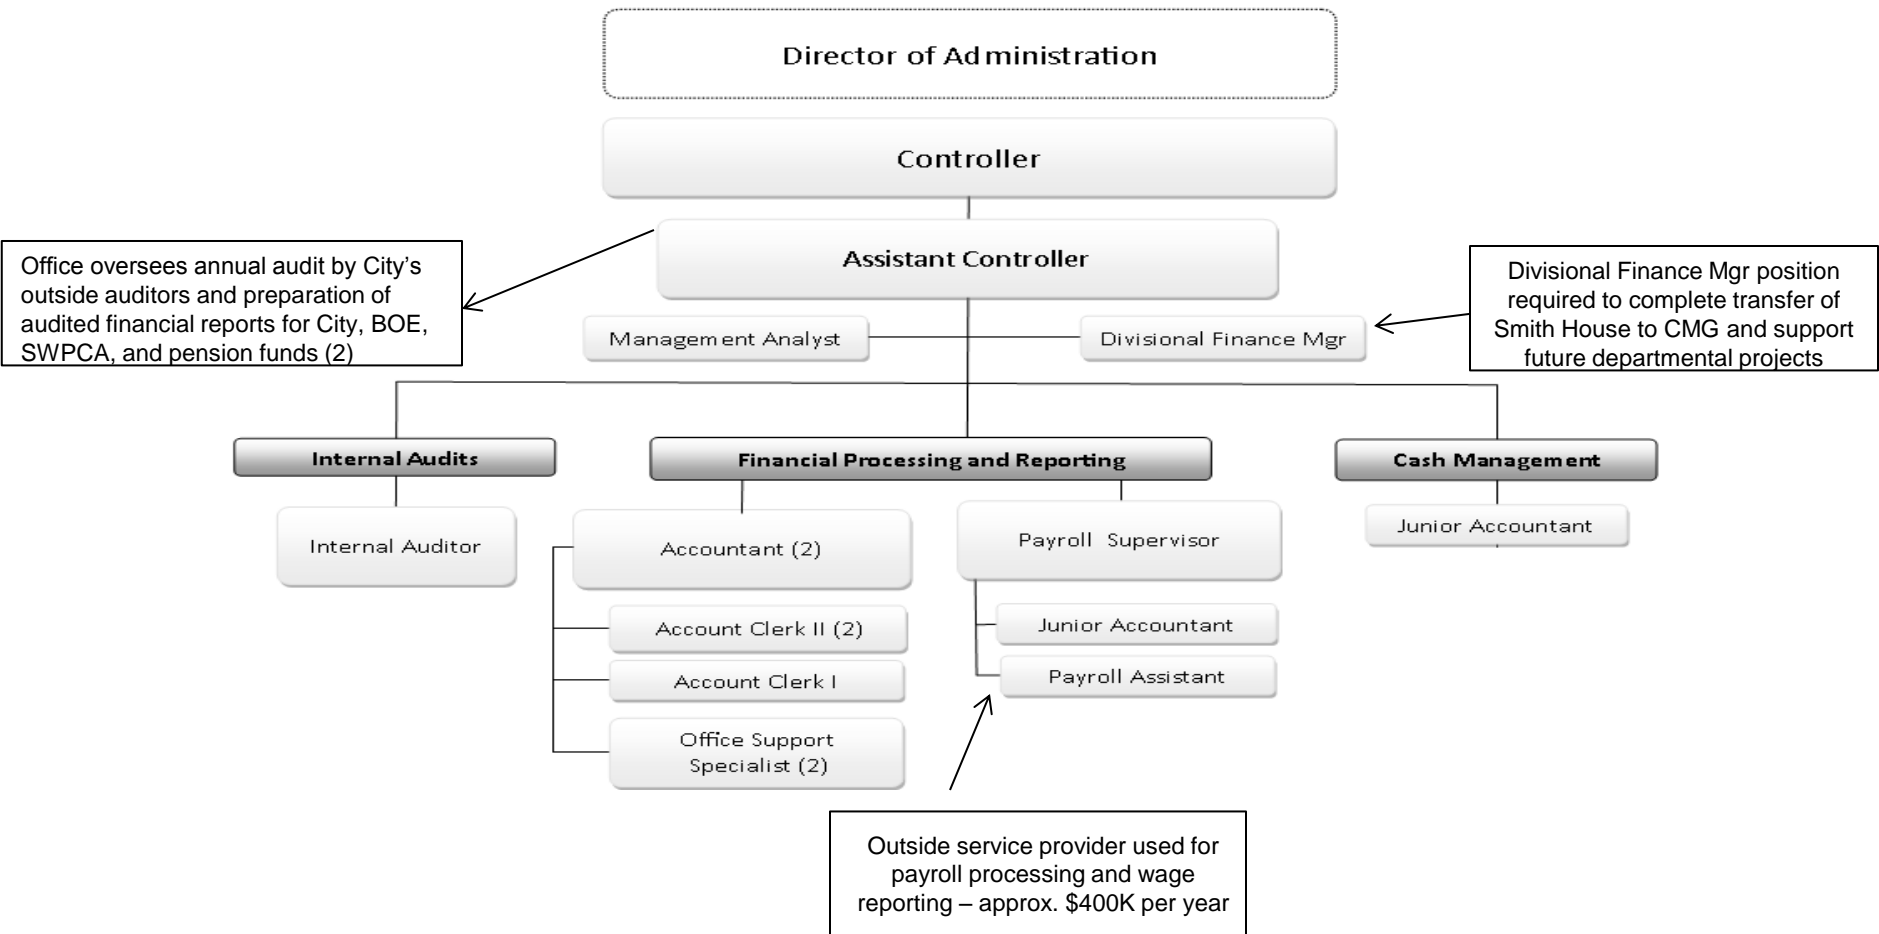 Director of Administration
Controller
Assistant Controller
Office oversees annual audit by City’s
outside auditors and preparation of
audited financial reports for City, BOE,
SWPCA, and pension funds (2)
Divisional Finance Mgr position
required to complete transfer of
Smith House to CMG and support
future departmental projects
Management Analyst
Divisional Finance Mgr
Internal Audits
Financial Processing and Reporting
Cash Management
Internal Auditor
Accountant (2)
Account Clerk II (2)
Account Clerk I
Office Support
Specialist (2)
Payroll Supervisor
Junior Accountant
Payroll Assistant
Junior Accountant
Outside service provider used for
payroll processing and wage
reporting – approx. $400K per year